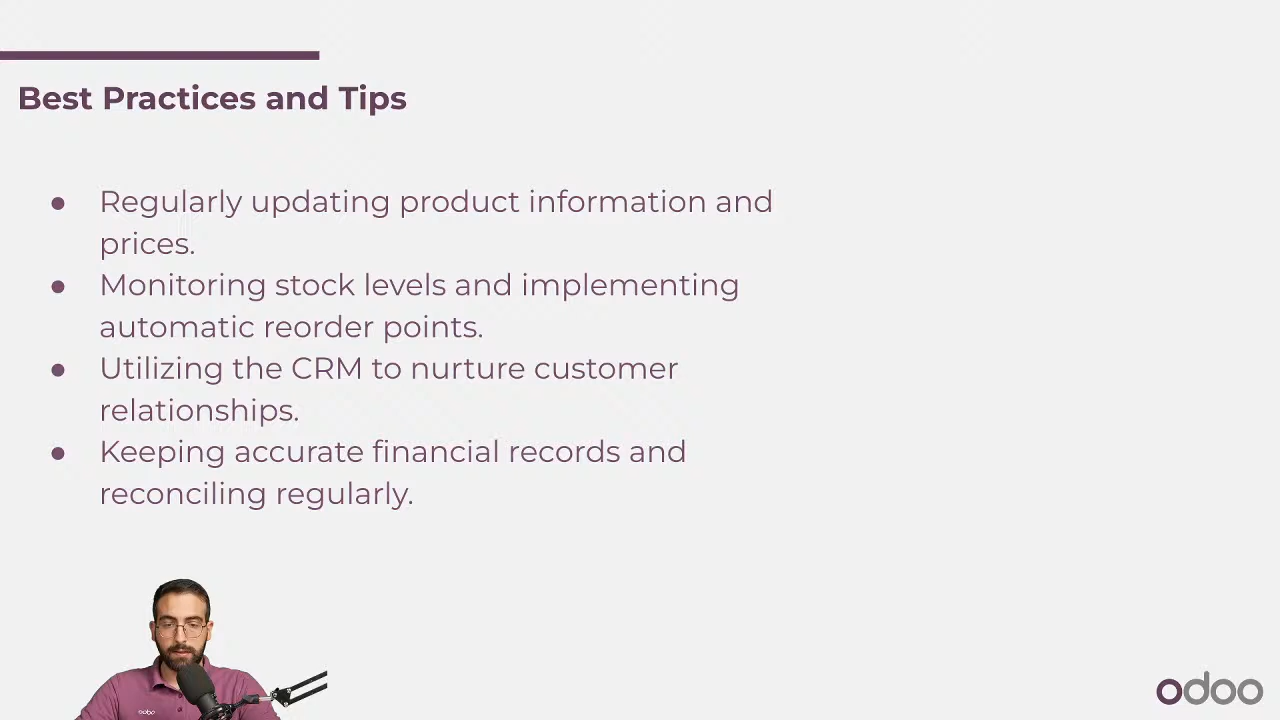 Best Practices and Tips
● Regularly updating product information and
prices.
● Monitoring stock levels and implementing
automatic reorder points.
● Utilizing the CRM to nurture customer
relationships.
● Keeping accurate financial records and
reconciling regularly.
odoo
odoo